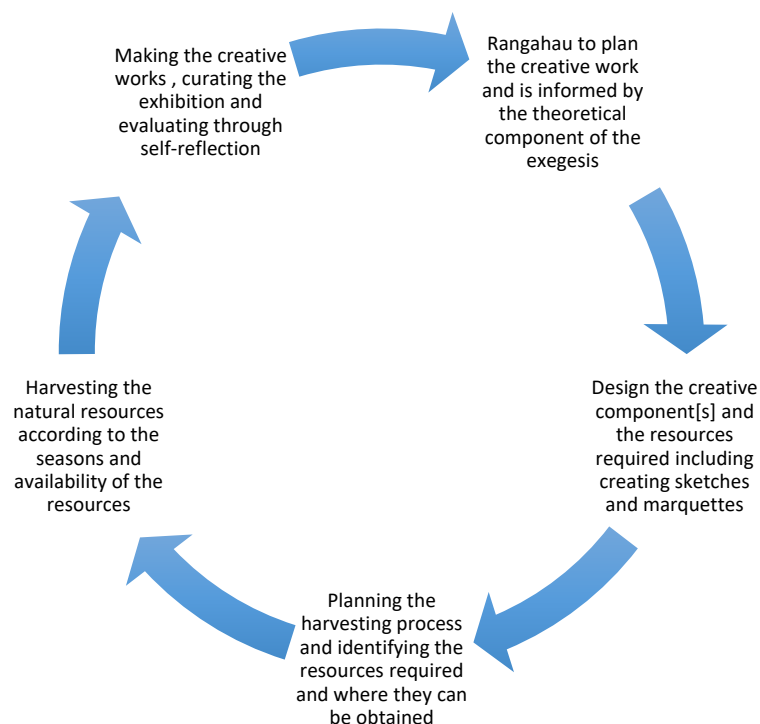 Making the creative
works , curating the
exhibition and
evaluating through
self-reflection
Rangahau to plan
the creative work
and is informed by
the theoretical
component of the
exegesis
Design the creative
component[s] and
the resources
required including
creating sketches
and marquettes
Planning the
harvesting process
and identifying the
resources required
and where they can
be obtained
Harvesting the
natural resources
according to the
seasons and
availability of the
resources